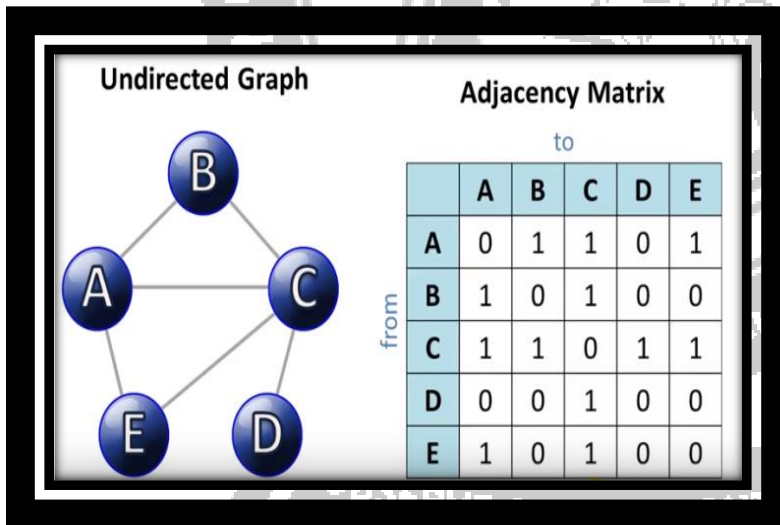 Undirected Graph
Adjacency Matrix
to
B
A
C
E
D
from
A B C D E
A 0 1 1 0 1
B 1 0 1 0 0
C 1 1 0 1 1
D 0 0 1 0 0
E 1 0 1 0 0